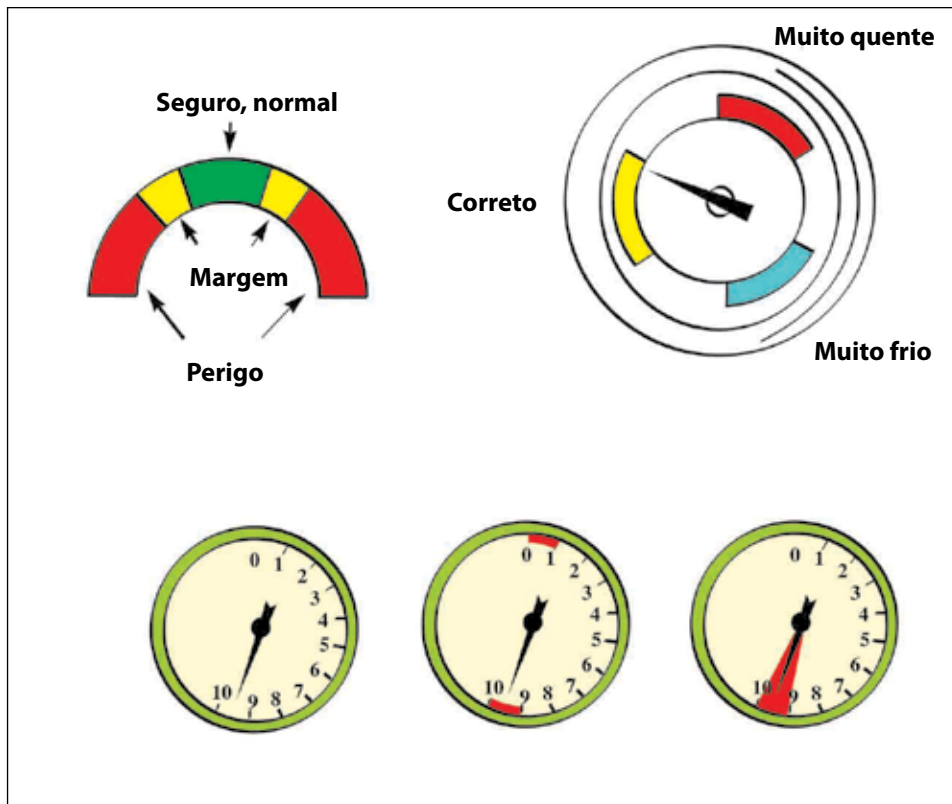 Muito quente
Seguro, normal
Correto
Margem
Muito frio
Perigo
0 1 2 3 4 5 6 7 8 9 10
0 1 2 3 4 5 6 7 8 9 10
0 1 2 3 4 5 6 7 8 9 10